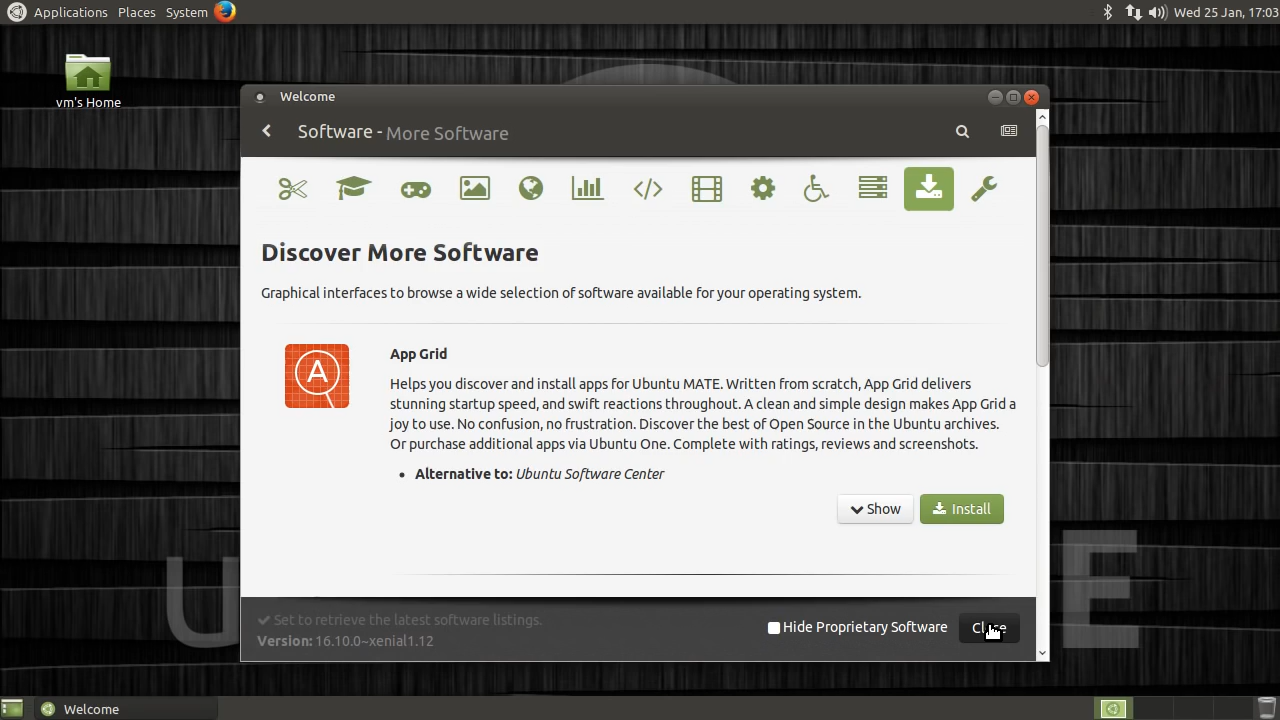 Applications Places System Wed 25 Jan, 17:03
vm's Home
Welcome
Software - More Software
Discover More Software
Graphical interfaces to browse a wide selection of software available for your operating system.
A
App Grid
Helps you discover and install apps for Ubuntu MATE. Written from scratch, App Grid delivers
stunning startup speed, and swift reactions throughout. A clean and simple design makes App Grid a
joy to use. No confusion, no frustration. Discover the best of Open Source in the Ubuntu archives.
Or purchase additional apps via Ubuntu One. Complete with ratings, reviews and screenshots.
• Alternative to: Ubuntu Software Center
Show Install
U E
Set to retrieve the latest software listings.
Version: 16.10.0~xenial1.12
Hide Proprietary Software Close
Welcome